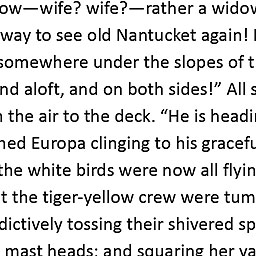 ow—wife? wife?—rather a widow
way to see old Nantucket again! I
somewhere under the slopes of t
nd aloft, and on both sides!” All s
the air to the deck. “He is headi
ned Europa clinging to his graceful
the white birds were now all flyin
t the tiger-yellow crew were tum
dictively tossing their shivered sp
mast heads; and squaring her ya